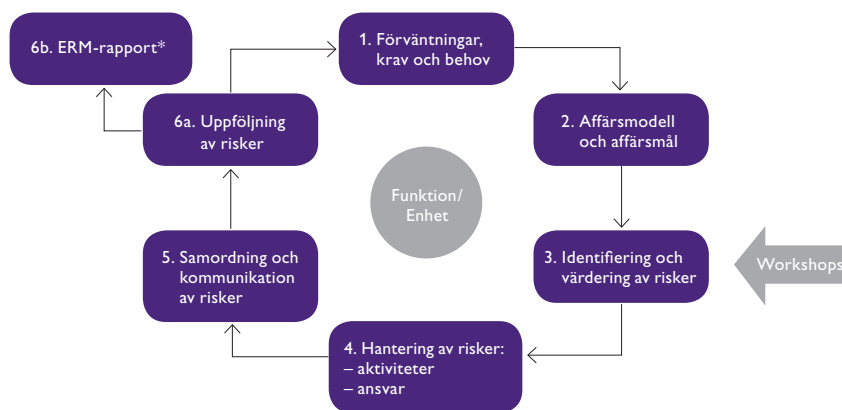 6b. ERM-rapport*
1. Förväntningar,
krav och behov
6a. Uppföljning
av risker
2. Affärsmodell
och affärsmål
Funktion/
Enhet
5. Samordning och
kommunikation
av risker
3. Identifiering och
värdering av risker
Workshops
4. Hantering av risker:
– aktiviteter
– ansvar